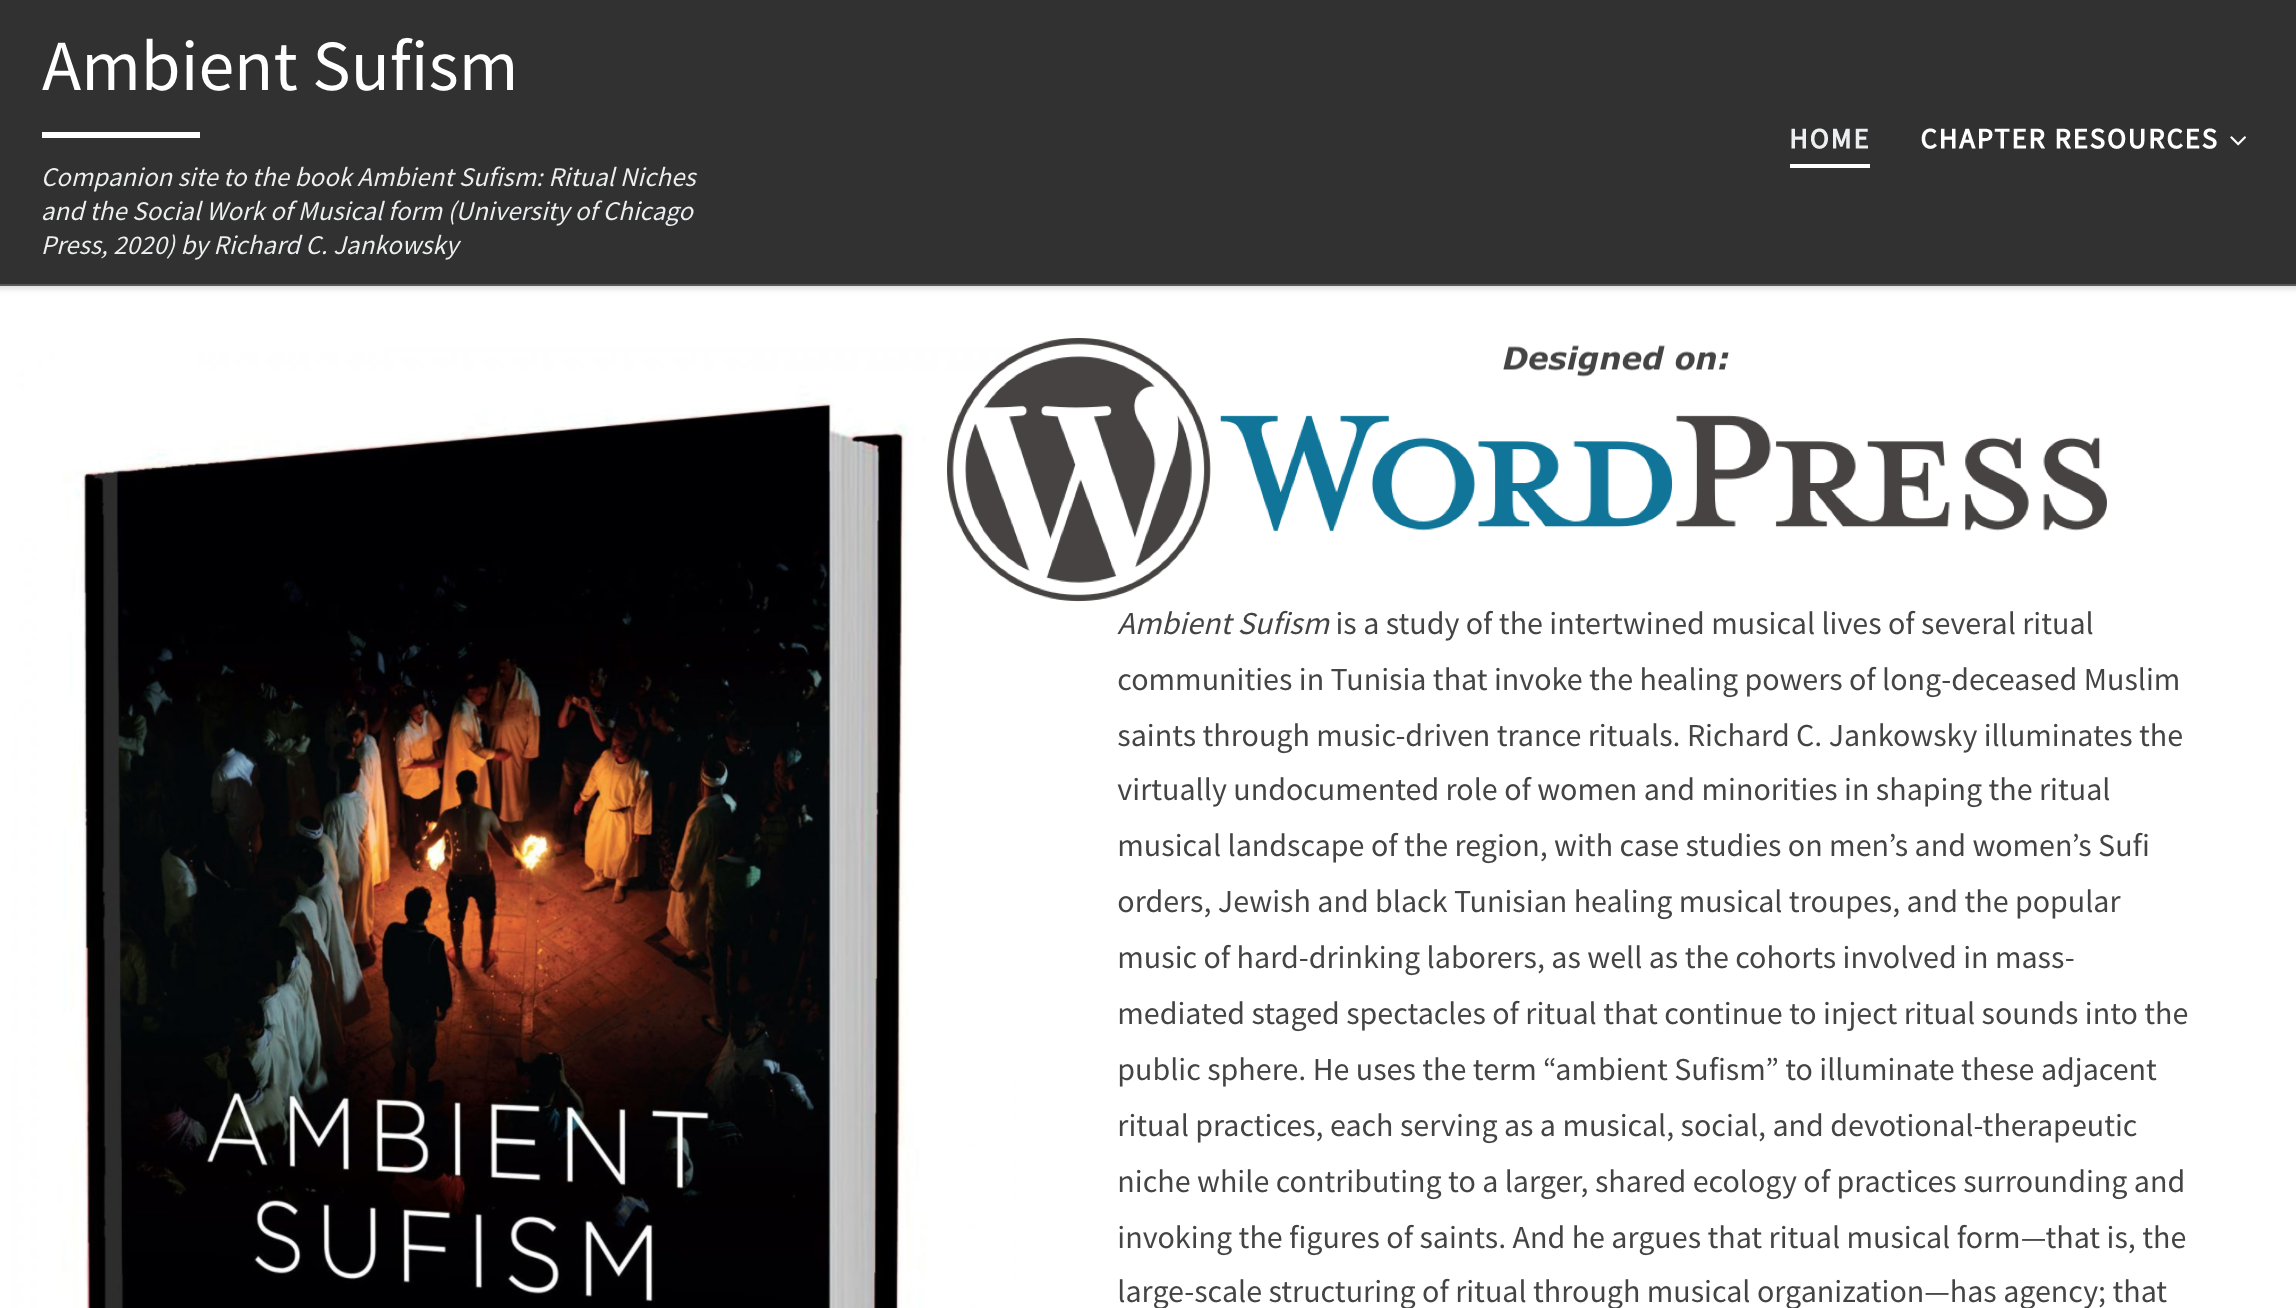 Ambient Sufism
Companion site to the book Ambient Sufism: Ritual Niches
and the Social Work of Musical form (University of Chicago
Press, 2020) by Richard C. Jankowsky
HOME
CHAPTER RESOURCES
Designed on:
W WORDPRESS
Ambient Sufism is a study of the intertwined musical lives of several ritual
communities in Tunisia that invoke the healing powers of long-deceased Muslim
saints through music-driven trance rituals. Richard C. Jankowsky illuminates the
virtually undocumented role of women and minorities in shaping the ritual
musical landscape of the region, with case studies on men’s and women’s Sufi
orders, Jewish and black Tunisian healing musical troupes, and the popular
music of hard-drinking laborers, as well as the cohorts involved in mass-
mediated staged spectacles of ritual that continue to inject ritual sounds into the
public sphere. He uses the term “ambient Sufism” to illuminate these adjacent
ritual practices, each serving as a musical, social, and devotional-therapeutic
niche while contributing to a larger, shared ecology of practices surrounding and
invoking the figures of saints. And he argues that ritual musical form—that is, the
large-scale structuring of ritual through musical organization—has agency; that
AMBIENT
SUFISM